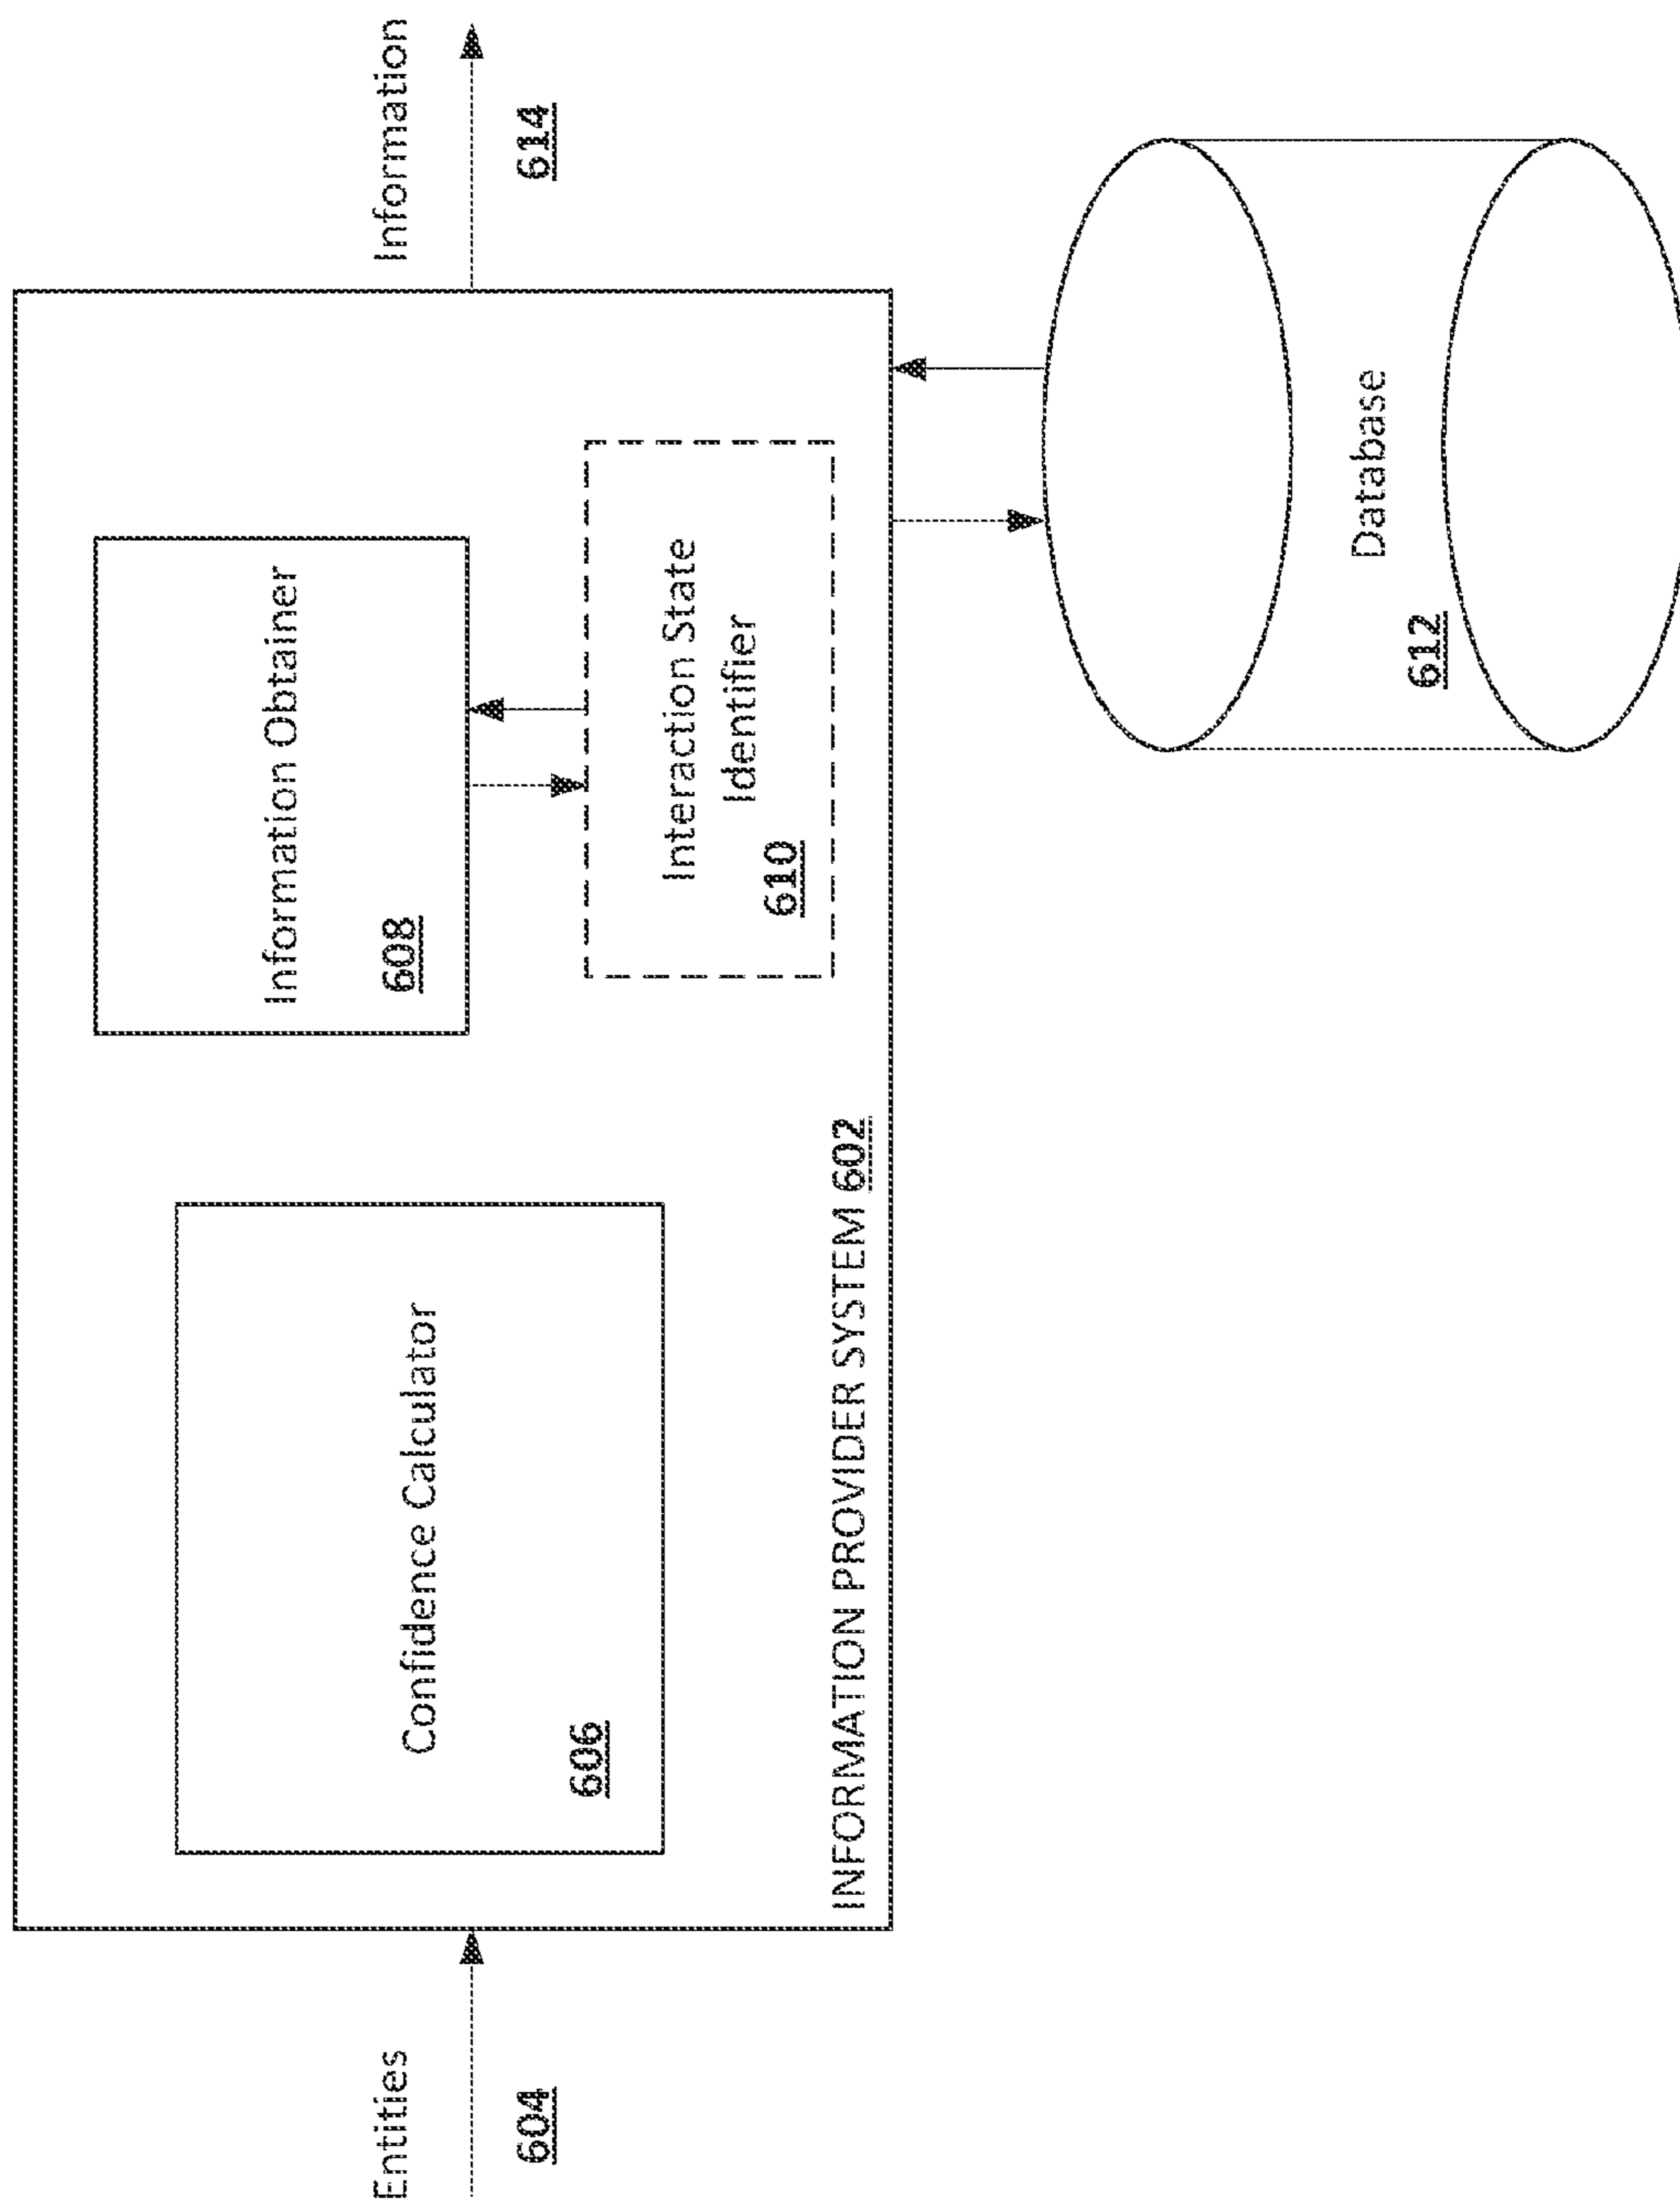 Entities
604
Confidence Calculator
606
Information Obtainer
608
Interaction State
Identifier
610
INFORMATION PROVIDER SYSTEM 602
Information
614
Database
612